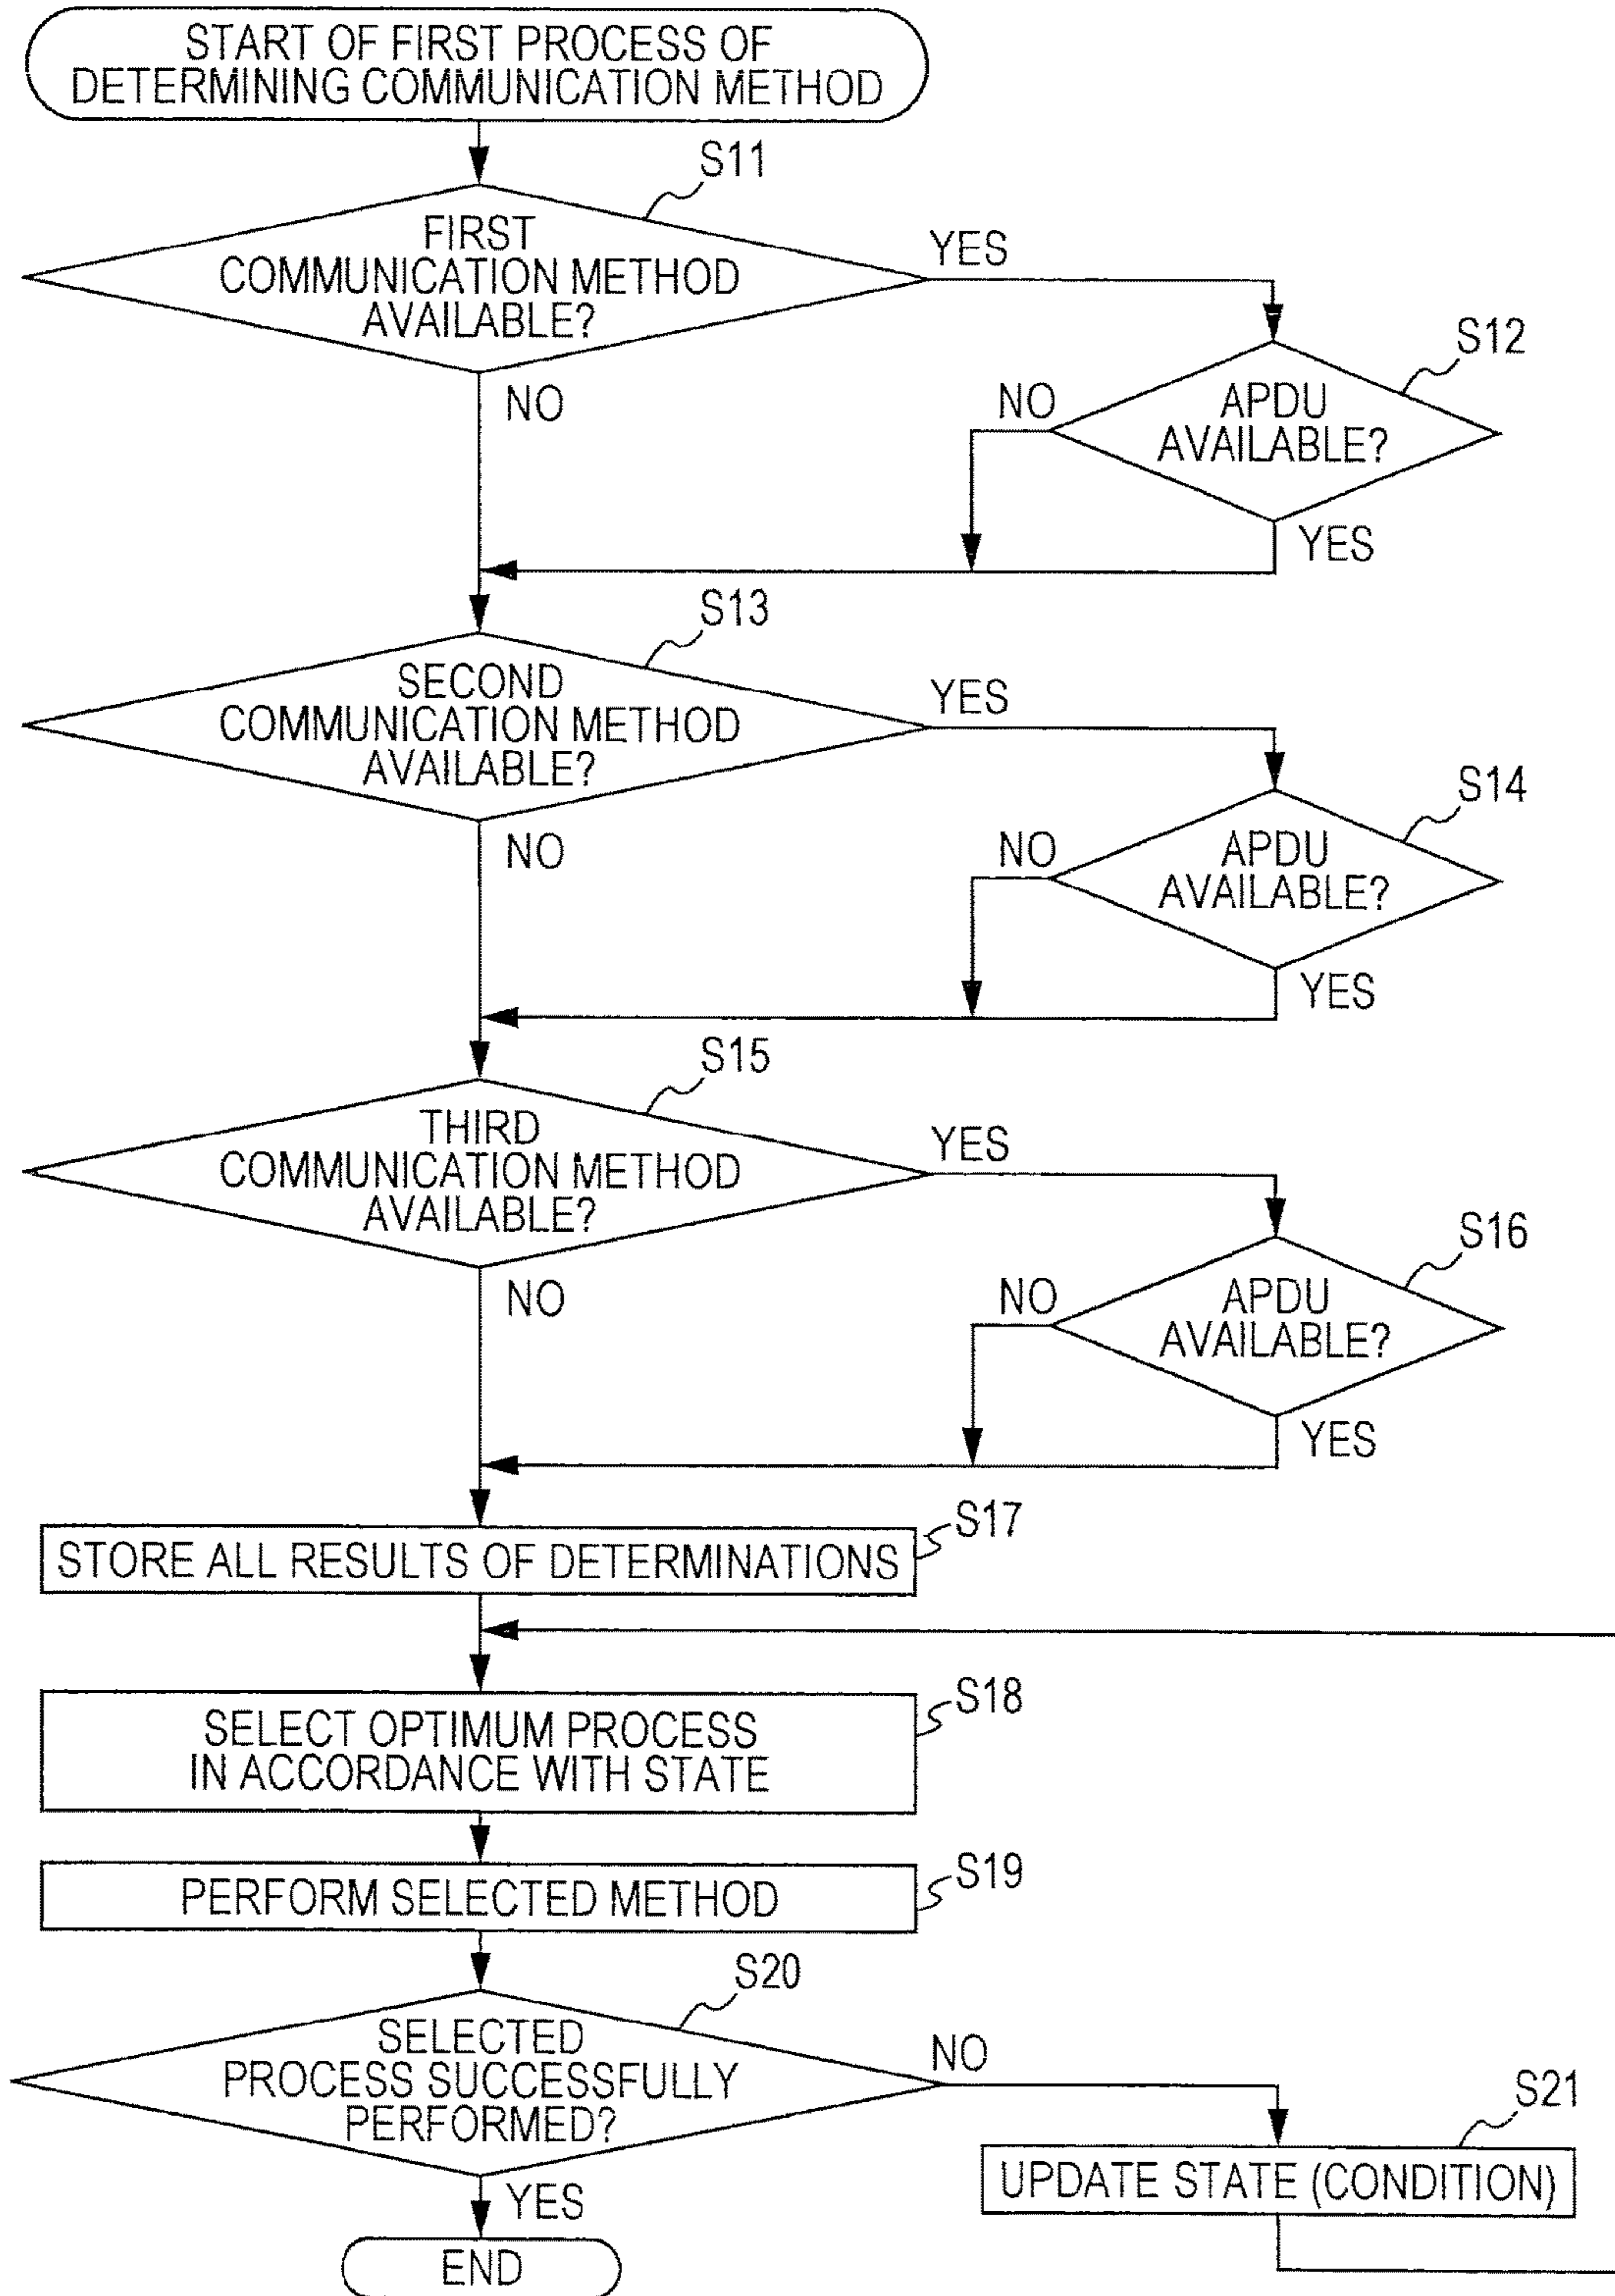 START OF FIRST PROCESS OF
DETERMINING COMMUNICATION METHOD
S11
FIRST
COMMUNICATION METHOD
AVAILABLE?
YES
NO
S12
APDU
AVAILABLE?
NO
YES
S13
SECOND
COMMUNICATION METHOD
AVAILABLE?
YES
NO
S14
APDU
AVAILABLE?
NO
YES
S15
THIRD
COMMUNICATION METHOD
AVAILABLE?
YES
NO
S16
APDU
AVAILABLE?
NO
YES
S17
STORE ALL RESULTS OF DETERMINATIONS
S18
SELECT OPTIMUM PROCESS
IN ACCORDANCE WITH STATE
S19
PERFORM SELECTED METHOD
S20
SELECTED
PROCESS SUCCESSFULLY
PERFORMED?
NO
YES
S21
UPDATE STATE (CONDITION)
END